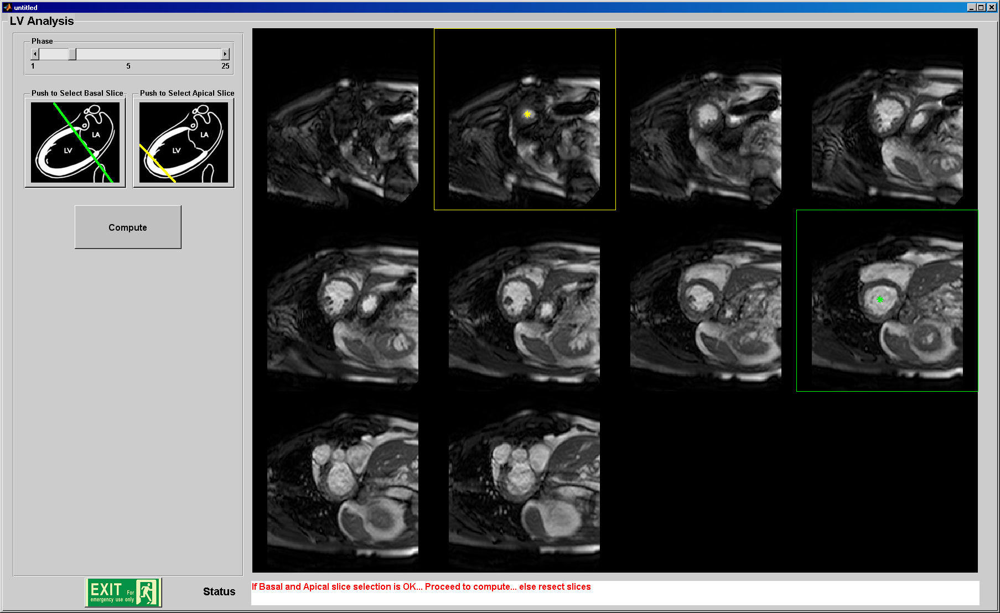 untitled
LV Analysis
Phase
1 5 25
Push to Select Basal Slice
Push to Select Apical Slice
LA
LV
LA
LV
Compute
EXIT For
emergency use only
Status
If Basal and Apical slice selection is OK... Proceed to compute... else resect slices